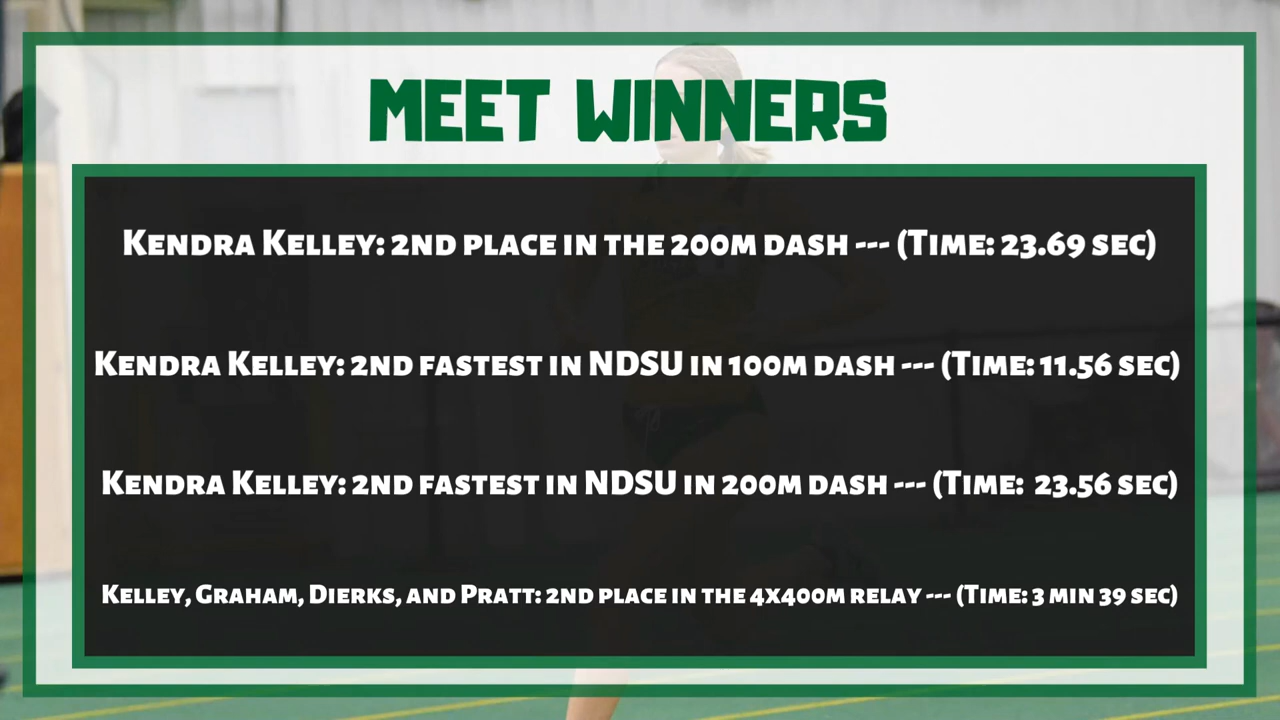 MEET WINNERS
Kendra Kelley: 2nd place in the 200m dash --- (Time: 23.69 sec)
Kendra Kelley: 2nd fastest in NDSU in 100m dash --- (Time: 11.56 sec)
Kendra Kelley: 2nd fastest in NDSU in 200m dash --- (Time:  23.56 sec)
Kelley, Graham, Dierks, and Pratt: 2nd place in the 4x400m relay --- (Time: 3 min 39 sec)